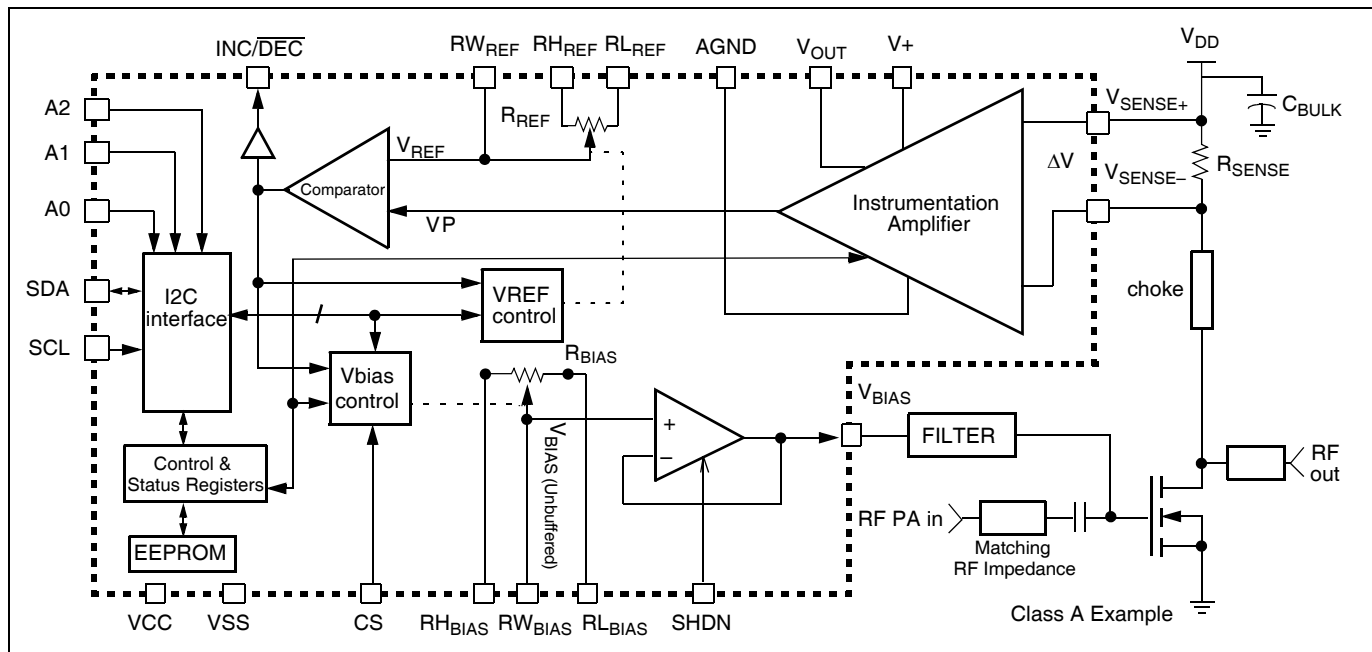 INC/DEC
RW_REF
RH_REF
RL_REF
AGND
V_OUT
V+
V_DD
A2
A1
A0
SDA
SCL
R_REF
V_REF
Comparator
VP
Instrumentation
Amplifier
ΔV
V_SENSE+
V_SENSE–
C_BULK
R_SENSE
choke
I2C
interface
VREF
control
Vbias
control
R_BIAS
V_BIAS (Unbuffered)
+
–
V_BIAS
FILTER
RF
out
Control &
Status Registers
EEPROM
RF PA in
Matching
RF Impedance
Class A Example
VCC
VSS
CS
RH_BIAS
RW_BIAS
RL_BIAS
SHDN